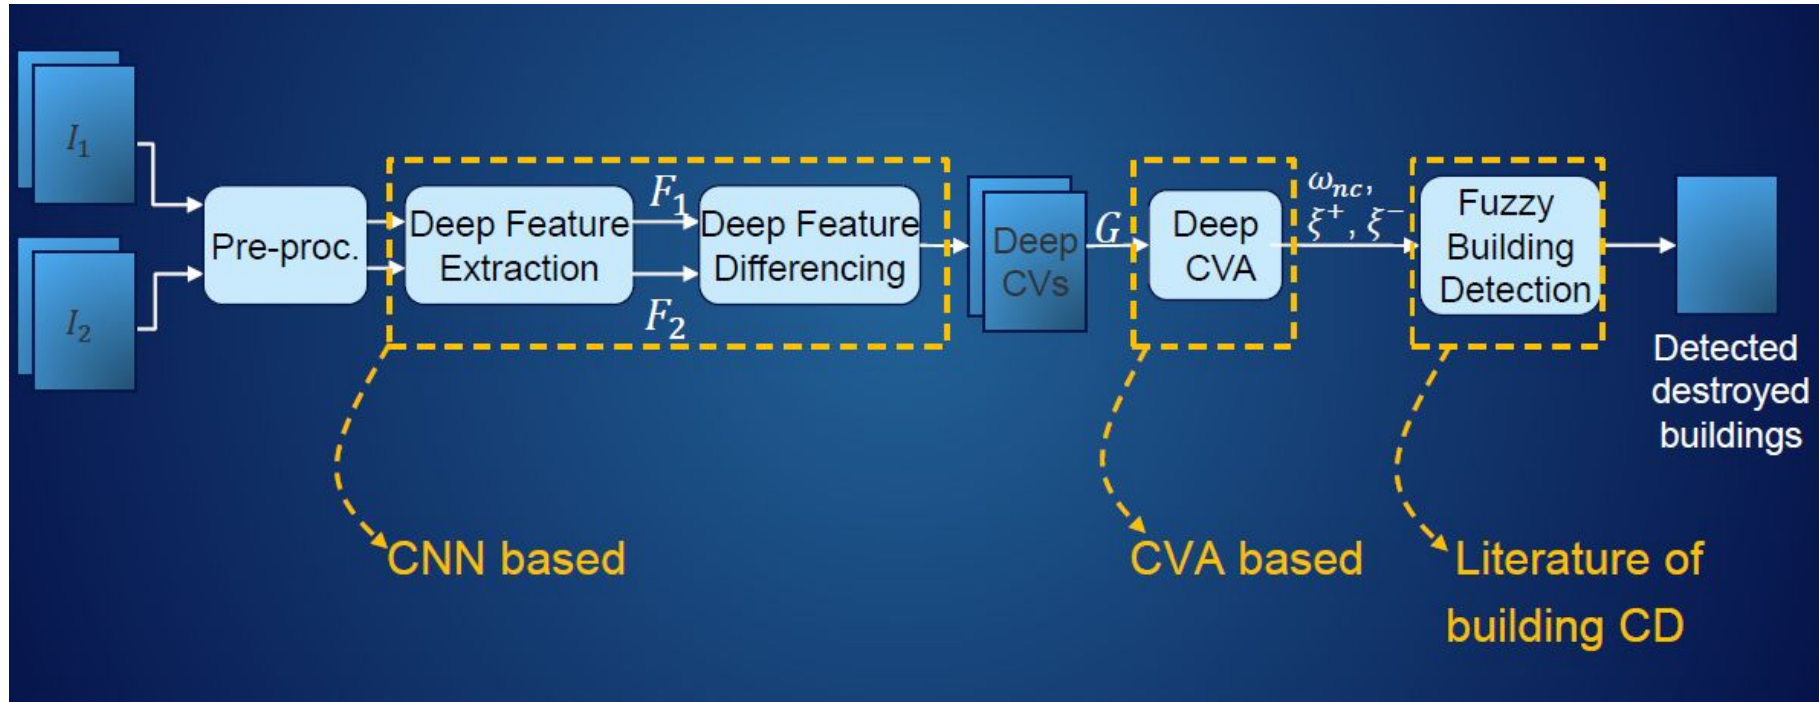 I₁
I₂
Pre-proc.
Deep Feature
Extraction
F₁
F₂
Deep Feature
Differencing
Deep
CVs
G
Deep
CVA
ω_nc,
ξ⁺, ξ⁻
Fuzzy
Building
Detection
Detected
destroyed
buildings
CNN based
CVA based
Literature of
building CD